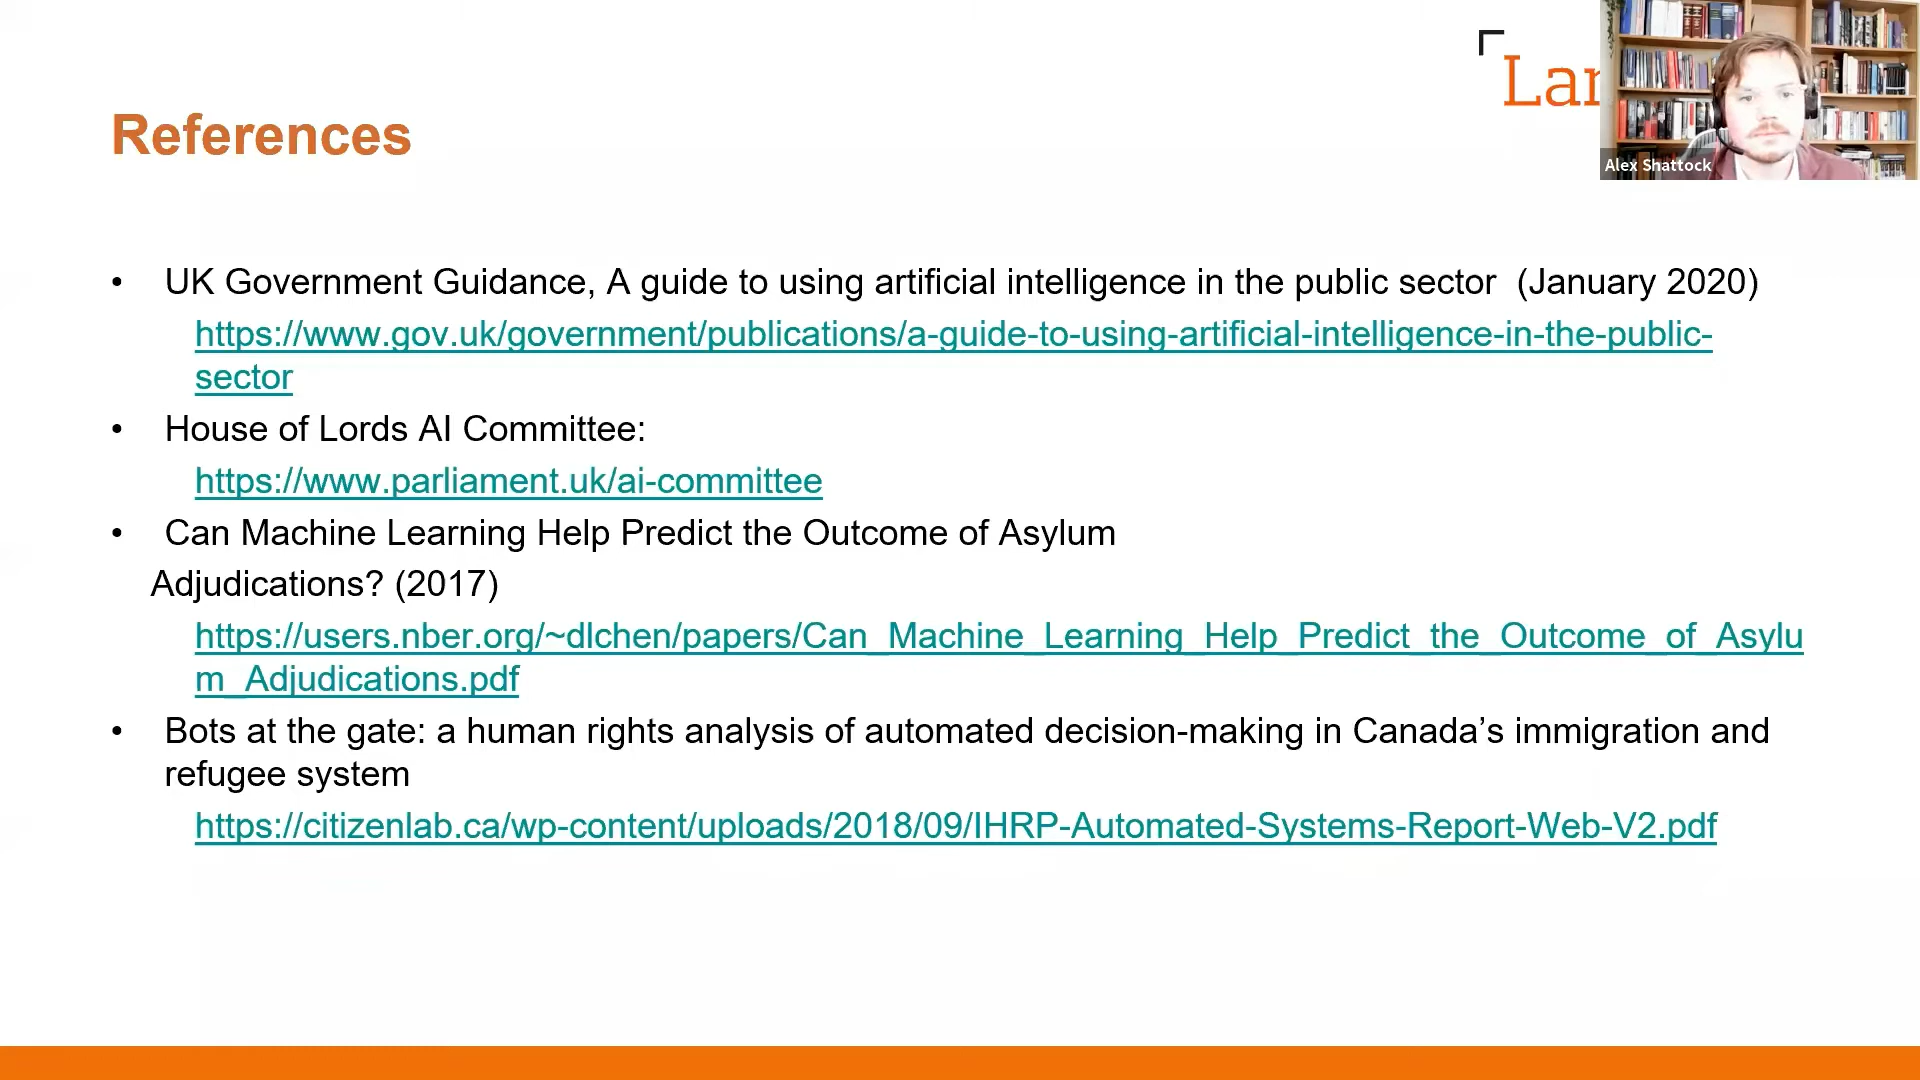 Lar
References
Alex Shattock
• UK Government Guidance, A guide to using artificial intelligence in the public sector (January 2020)
https://www.gov.uk/government/publications/a-guide-to-using-artificial-intelligence-in-the-public-
sector
• House of Lords AI Committee:
https://www.parliament.uk/ai-committee
• Can Machine Learning Help Predict the Outcome of Asylum
Adjudications? (2017)
https://users.nber.org/~dlchen/papers/Can_Machine_Learning_Help_Predict_the_Outcome_of_Asylu
m_Adjudications.pdf
• Bots at the gate: a human rights analysis of automated decision-making in Canada’s immigration and
refugee system
https://citizenlab.ca/wp-content/uploads/2018/09/IHRP-Automated-Systems-Report-Web-V2.pdf